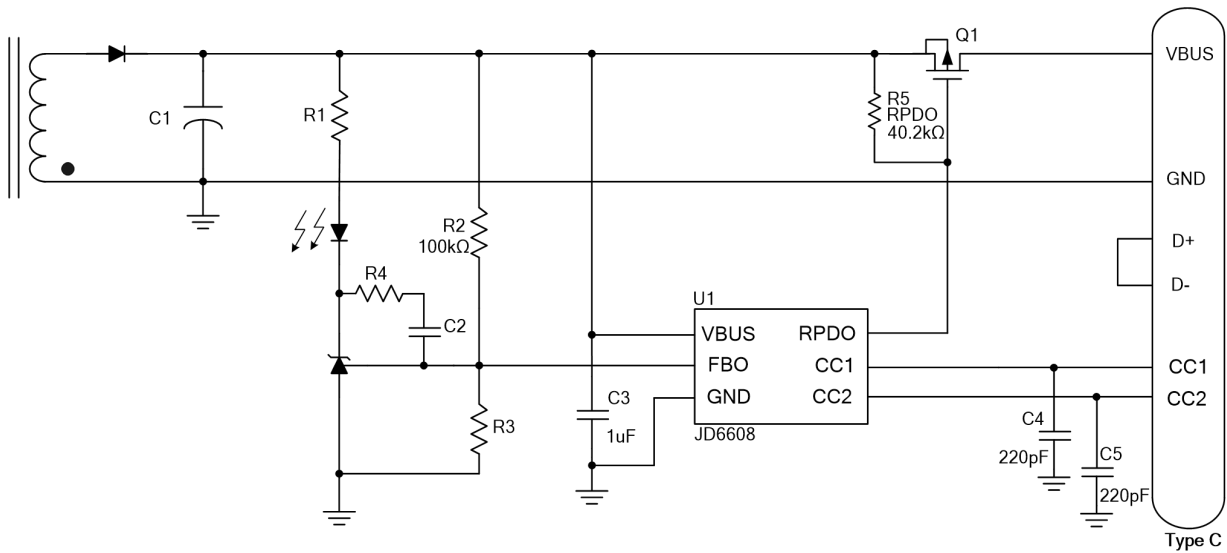 Q1
VBUS
C1
R1
R5
RPDO
40.2kΩ
GND
R2
100kΩ
D+
D-
R4
U1
C2
VBUS
RPDO
FBO
CC1
CC1
GND
CC2
CC2
C3
1uF
R3
JD6608
C4
220pF
C5
220pF
Type C